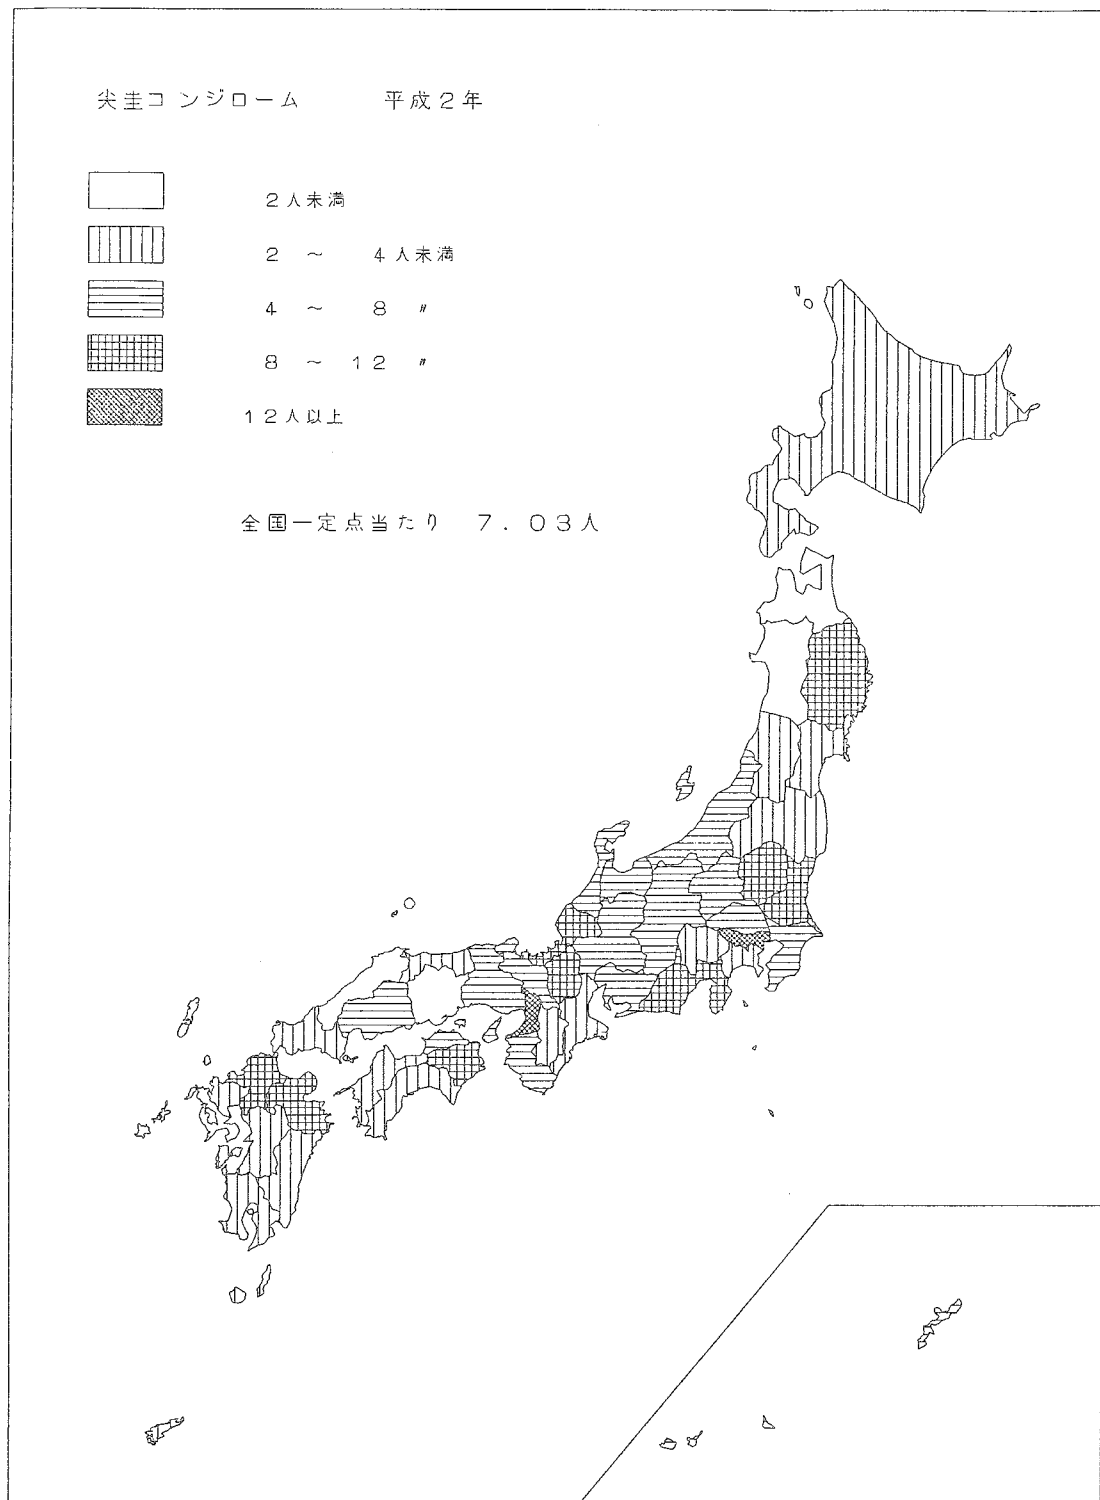 尖圭コンジローム 平成2年
2人未満
2 ～ 4人未満
4 ～ 8 〃
8 ～ 12 〃
12人以上
全国一定点当たり 7.03人